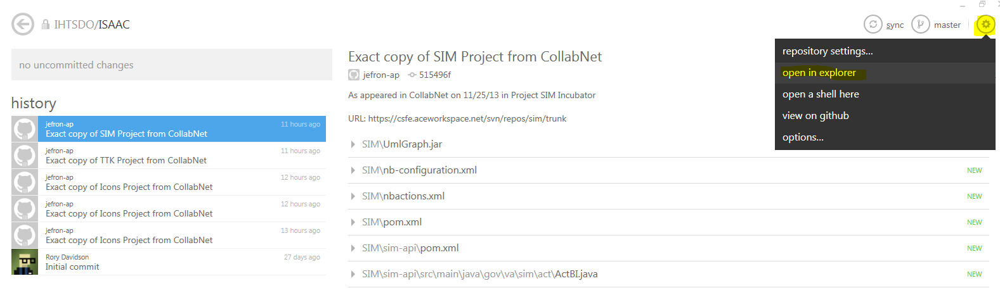 IHTSDO/ISAAC
sync
master
no uncommitted changes
history
jefron-ap 11 hours ago
Exact copy of SIM Project from CollabNet
jefron-ap 11 hours ago
Exact copy of TTK Project from CollabNet
jefron-ap 12 hours ago
Exact copy of Icons Project from CollabNet
jefron-ap 12 hours ago
Exact copy of Icons Project from CollabNet
jefron-ap 13 hours ago
Exact copy of Icons Project from CollabNet
Rory Davidson 27 days ago
Initial commit
Exact copy of SIM Project from CollabNet
jefron-ap 515496f
As appeared in CollabNet on 11/25/13 in Project SIM Incubator
URL: https://csfe.aceworkspace.net/svn/repos/sim/trunk
SIM\UmlGraph.jar
SIM\nb-configuration.xml NEW
SIM\nbactions.xml NEW
SIM\pom.xml NEW
SIM\sim-api\pom.xml NEW
SIM\sim-api\src\main\java\gov\va\sim\act\ActBI.java NEW
repository settings...
open in explorer
open a shell here
view on github
options...